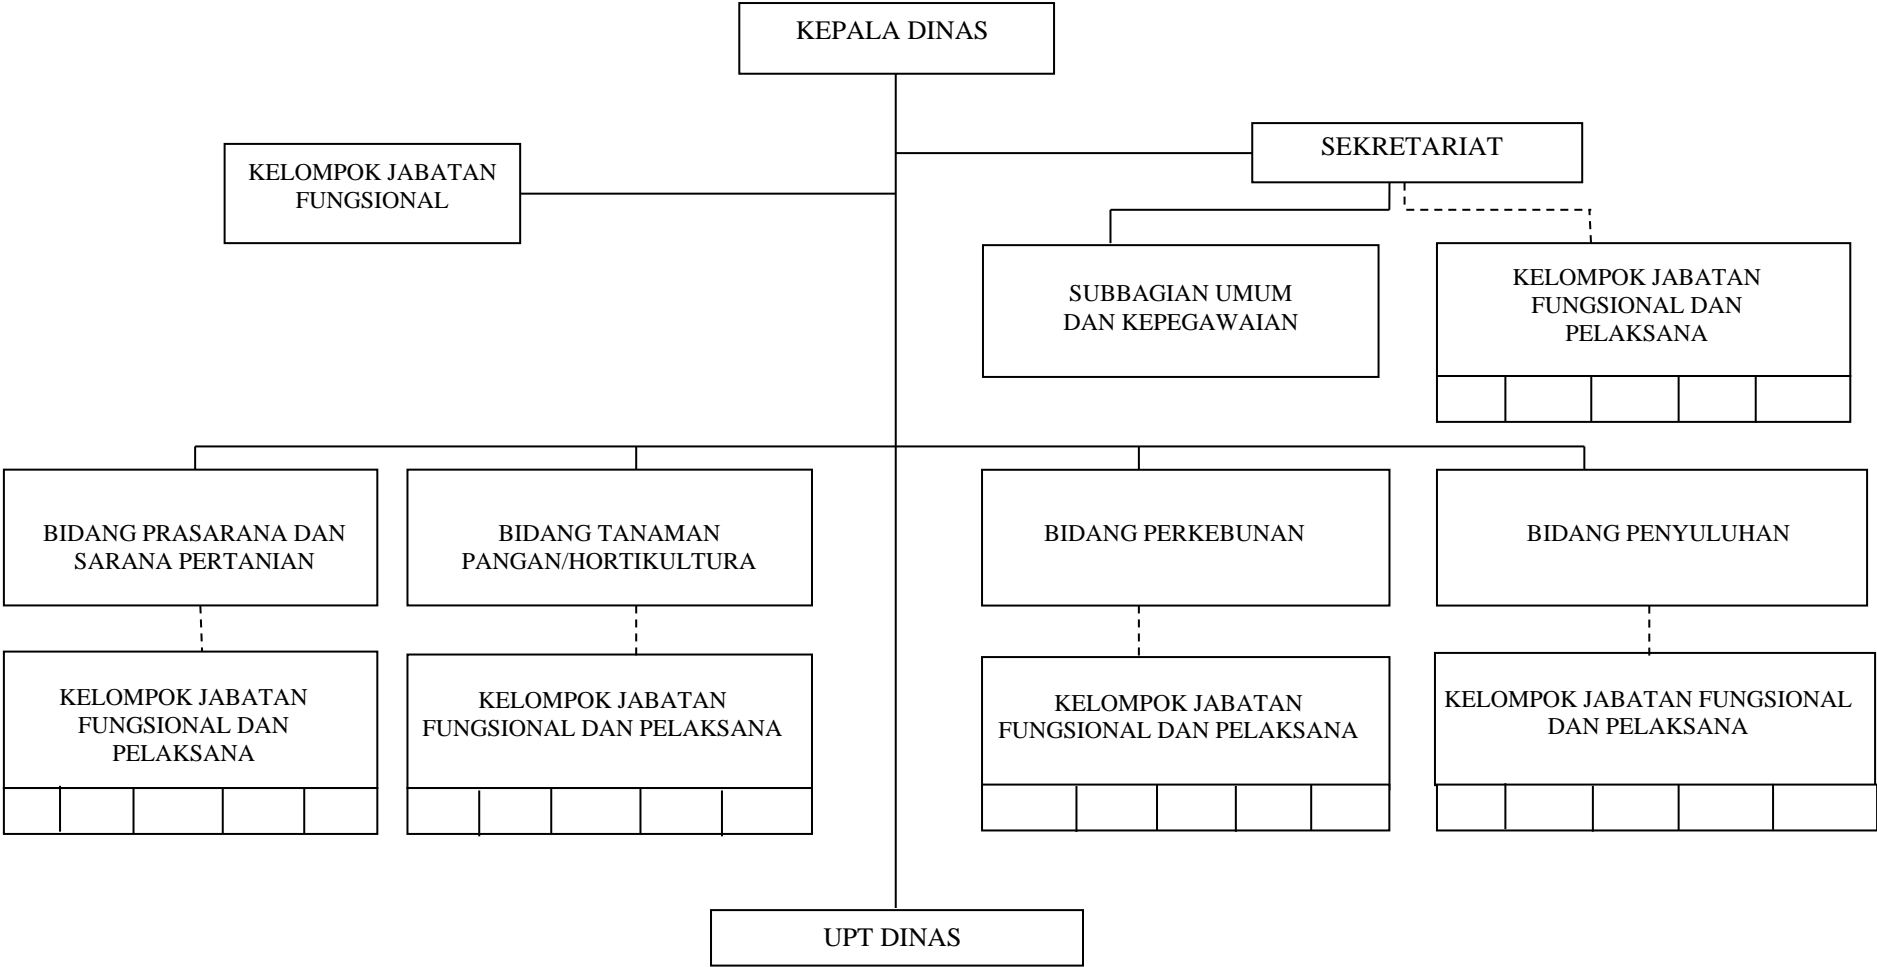 KEPALA DINAS
SEKRETARIAT
KELOMPOK JABATAN
FUNGSIONAL
SUBBAGIAN UMUM
DAN KEPEGAWAIAN
KELOMPOK JABATAN
FUNGSIONAL DAN
PELAKSANA
BIDANG PRASARANA DAN
SARANA PERTANIAN
BIDANG TANAMAN
PANGAN/HORTIKULTURA
BIDANG PERKEBUNAN
BIDANG PENYULUHAN
KELOMPOK JABATAN
FUNGSIONAL DAN
PELAKSANA
KELOMPOK JABATAN
FUNGSIONAL DAN PELAKSANA
KELOMPOK JABATAN
FUNGSIONAL DAN PELAKSANA
KELOMPOK JABATAN FUNGSIONAL
DAN PELAKSANA
UPT DINAS